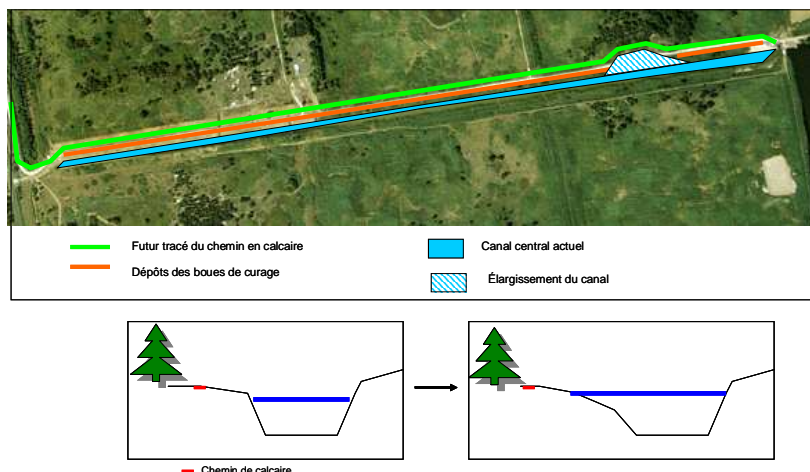 Futur tracé du chemin en calcaire
Canal central actuel
Dépôts des boues de curage
Élargissement du canal
Chemin de calcaire